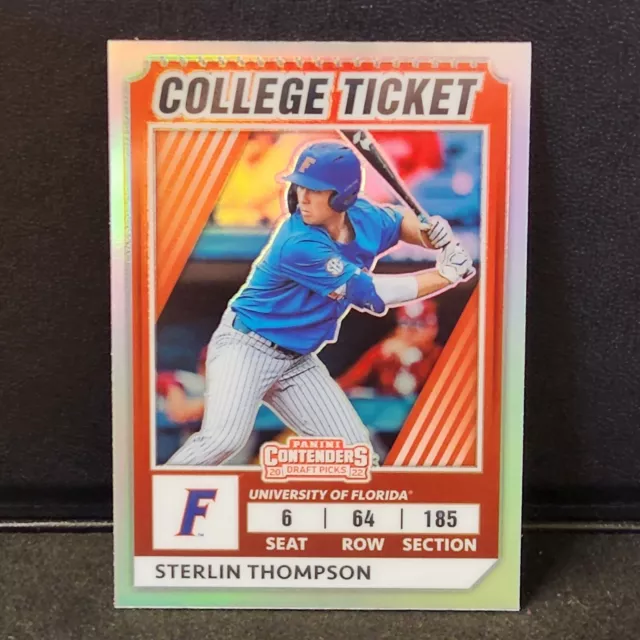 COLLEGE TICKET
F
PANINI
CONTENDERS
20 DRAFT PICKS 22
F
UNIVERSITY OF FLORIDA®
6 | 64 | 185
SEAT ROW SECTION
STERLIN THOMPSON